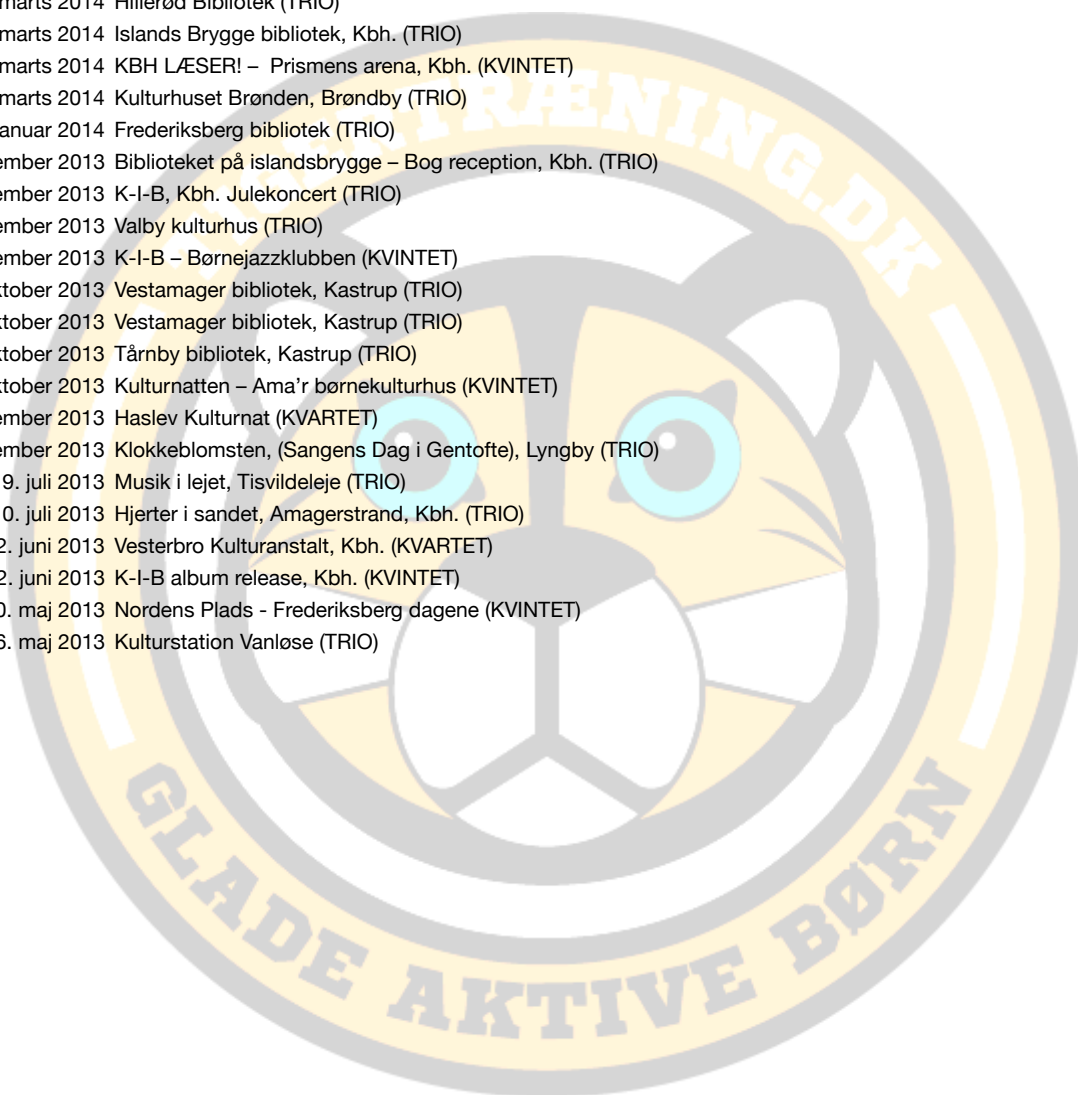 marts 2014 Hillerød Bibliotek (TRIO)
marts 2014 Islands Brygge bibliotek, Kbh. (TRIO)
marts 2014 KBH LÆSER! – Prismens arena, Kbh. (KVINTET)
marts 2014 Kulturhuset Brønden, Brøndby (TRIO)
anuar 2014 Frederiksberg bibliotek (TRIO)
ember 2013 Biblioteket på islandsbrygge – Bog reception, Kbh. (TRIO)
ember 2013 K-I-B, Kbh. Julekoncert (TRIO)
ember 2013 Valby kulturhus (TRIO)
ember 2013 K-I-B – Børnejazzklubben (KVINTET)
ktober 2013 Vestamager bibliotek, Kastrup (TRIO)
ktober 2013 Vestamager bibliotek, Kastrup (TRIO)
ktober 2013 Tårnby bibliotek, Kastrup (TRIO)
ktober 2013 Kulturnatten – Ama’r børnekulturhus (KVINTET)
ember 2013 Haslev Kulturnat (KVARTET)
ember 2013 Klokkeblomsten, (Sangens Dag i Gentofte), Lyngby (TRIO)
9. juli 2013 Musik i lejet, Tisvildeleje (TRIO)
0. juli 2013 Hjerter i sandet, Amagerstrand, Kbh. (TRIO)
2. juni 2013 Vesterbro Kulturanstalt, Kbh. (KVARTET)
2. juni 2013 K-I-B album release, Kbh. (KVINTET)
0. maj 2013 Nordens Plads - Frederiksberg dagene (KVINTET)
6. maj 2013 Kulturstation Vanløse (TRIO)
TIGERTRÆNING.DK
GLADE AKTIVE BØRN